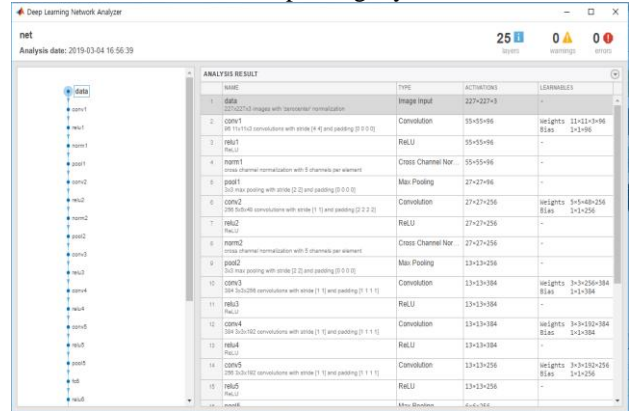 Deep Learning Network Analyzer
net
Analysis date: 2019-03-04 16:56:39
25
layers
0
warnings
0
errors
data
conv1
relu1
norm1
pool1
conv2
relu2
norm2
pool2
conv3
relu3
conv4
relu4
conv5
relu5
pool5
fc6
relu6
ANALYSIS RESULT
NAME TYPE ACTIVATIONS LEARNABLES
1 data Image Input 227×227×3 -
227x227x3 images with 'zerocenter' normalization
2 conv1 Convolution 55×55×96 Weights 11×11×3×96
96 11x11x3 convolutions with stride [4 4] and padding [0 0 0 0] Bias 1×1×96
3 relu1 ReLU 55×55×96 -
ReLU
4 norm1 Cross Channel Nor... 55×55×96 -
cross channel normalization with 5 channels per element
5 pool1 Max Pooling 27×27×96 -
3x3 max pooling with stride [2 2] and padding [0 0 0 0]
6 conv2 Convolution 27×27×256 Weights 5×5×48×256
256 5x5x48 convolutions with stride [1 1] and padding [2 2 2 2] Bias 1×1×256
7 relu2 ReLU 27×27×256 -
ReLU
8 norm2 Cross Channel Nor... 27×27×256 -
cross channel normalization with 5 channels per element
9 pool2 Max Pooling 13×13×256 -
3x3 max pooling with stride [2 2] and padding [0 0 0 0]
10 conv3 Convolution 13×13×384 Weights 3×3×256×384
384 3x3x256 convolutions with stride [1 1] and padding [1 1 1 1] Bias 1×1×384
11 relu3 ReLU 13×13×384 -
ReLU
12 conv4 Convolution 13×13×384 Weights 3×3×192×384
384 3x3x192 convolutions with stride [1 1] and padding [1 1 1 1] Bias 1×1×384
13 relu4 ReLU 13×13×384 -
ReLU
14 conv5 Convolution 13×13×256 Weights 3×3×192×256
256 3x3x192 convolutions with stride [1 1] and padding [1 1 1 1] Bias 1×1×256
15 relu5 ReLU 13×13×256 -
ReLU
pool5 Max Pooling 6×6×256